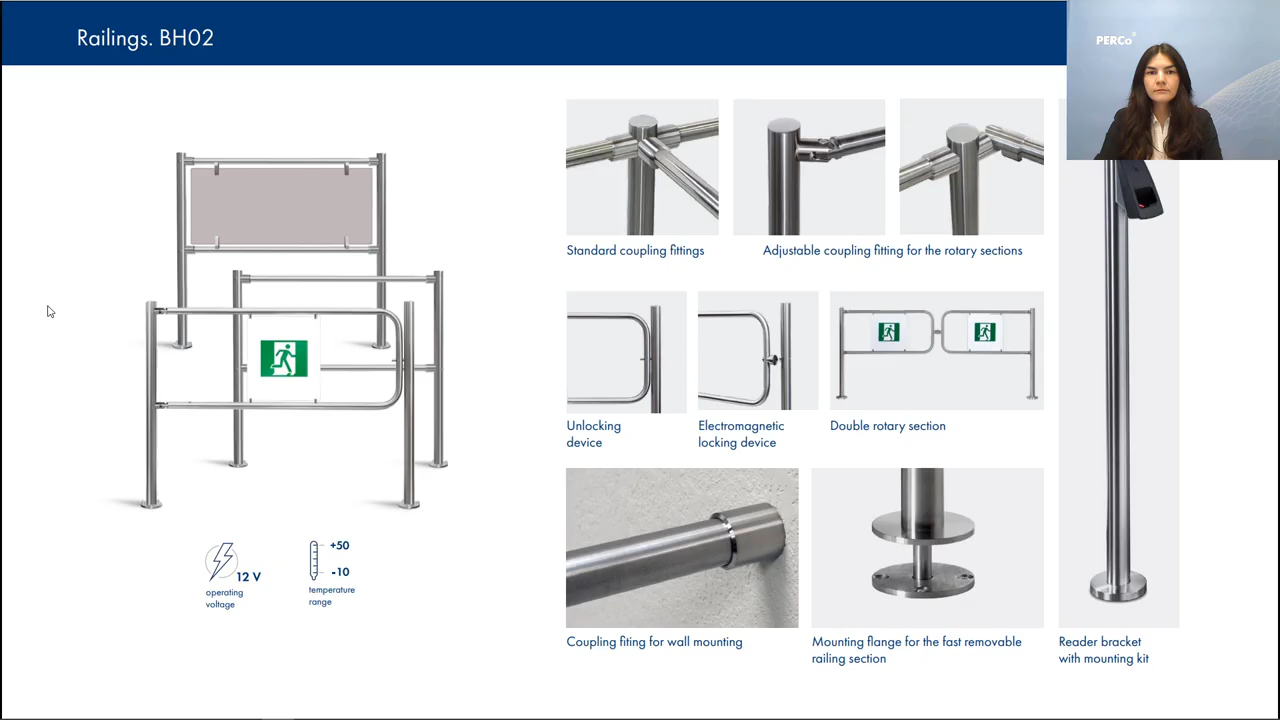 Railings. BH02
PERCo
Standard coupling fittings
Adjustable coupling fitting for the rotary sections
Unlocking
device
Electromagnetic
locking device
Double rotary section
+50
-10
12 V
operating
voltage
temperature
range
Coupling fiting for wall mounting
Mounting flange for the fast removable
railing section
Reader bracket
with mounting kit